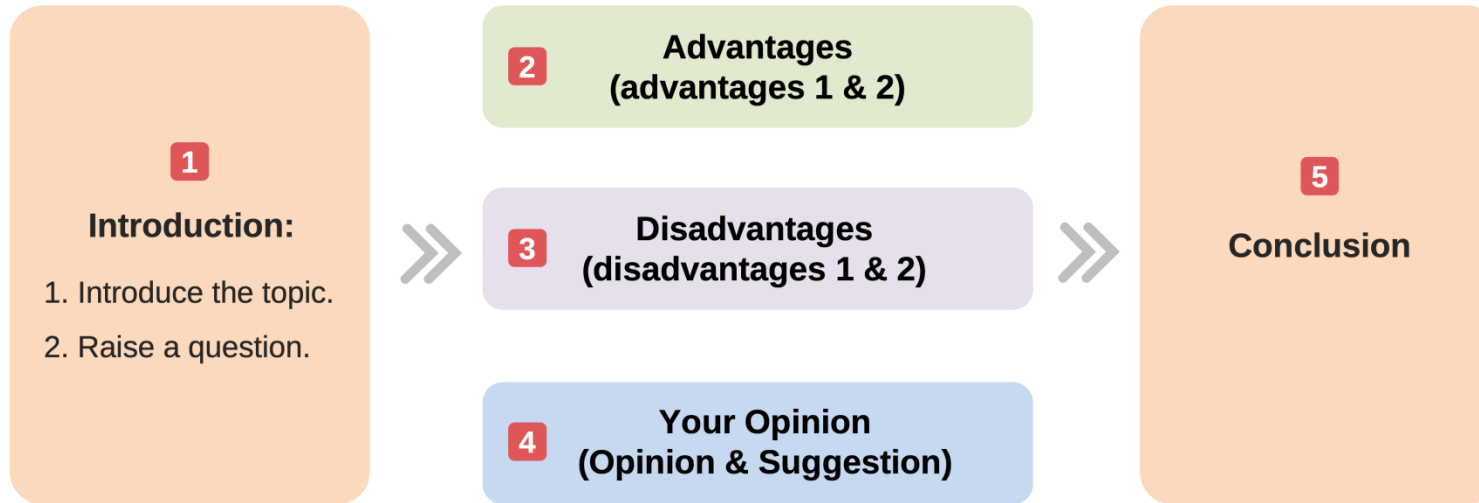 1
Introduction:
1. Introduce the topic.
2. Raise a question.
2
Advantages
(advantages 1 & 2)
3
Disadvantages
(disadvantages 1 & 2)
4
Your Opinion
(Opinion & Suggestion)
5
Conclusion